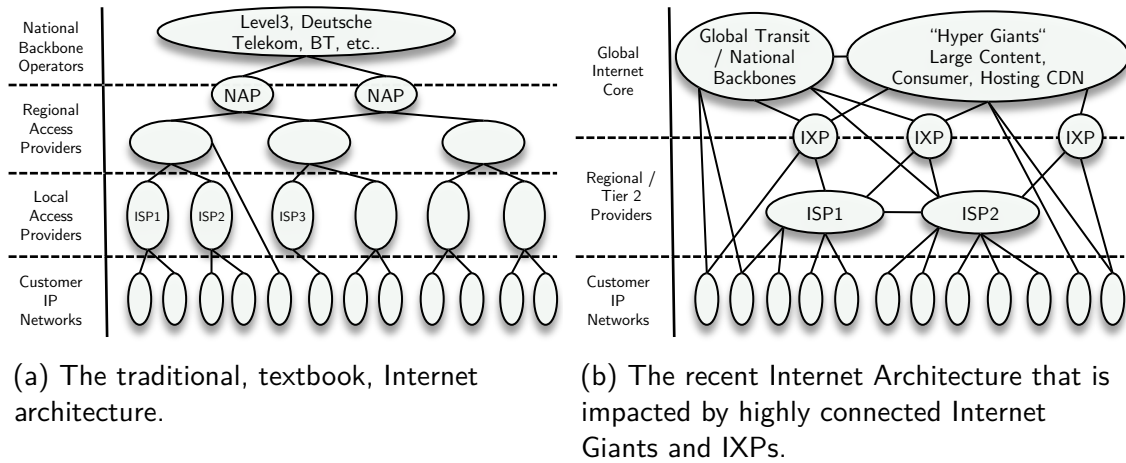 National
Backbone
Operators
Level3, Deutsche
Telekom, BT, etc..
NAP
NAP
Regional
Access
Providers
Local
Access
Providers
ISP1
ISP2
ISP3
Customer
IP
Networks
(a) The traditional, textbook, Internet
architecture.
Global
Internet
Core
Global Transit
/ National
Backbones
“Hyper Giants“
Large Content,
Consumer, Hosting CDN
IXP
IXP
IXP
Regional /
Tier 2
Providers
ISP1
ISP2
Customer
IP
Networks
(b) The recent Internet Architecture that is
impacted by highly connected Internet
Giants and IXPs.